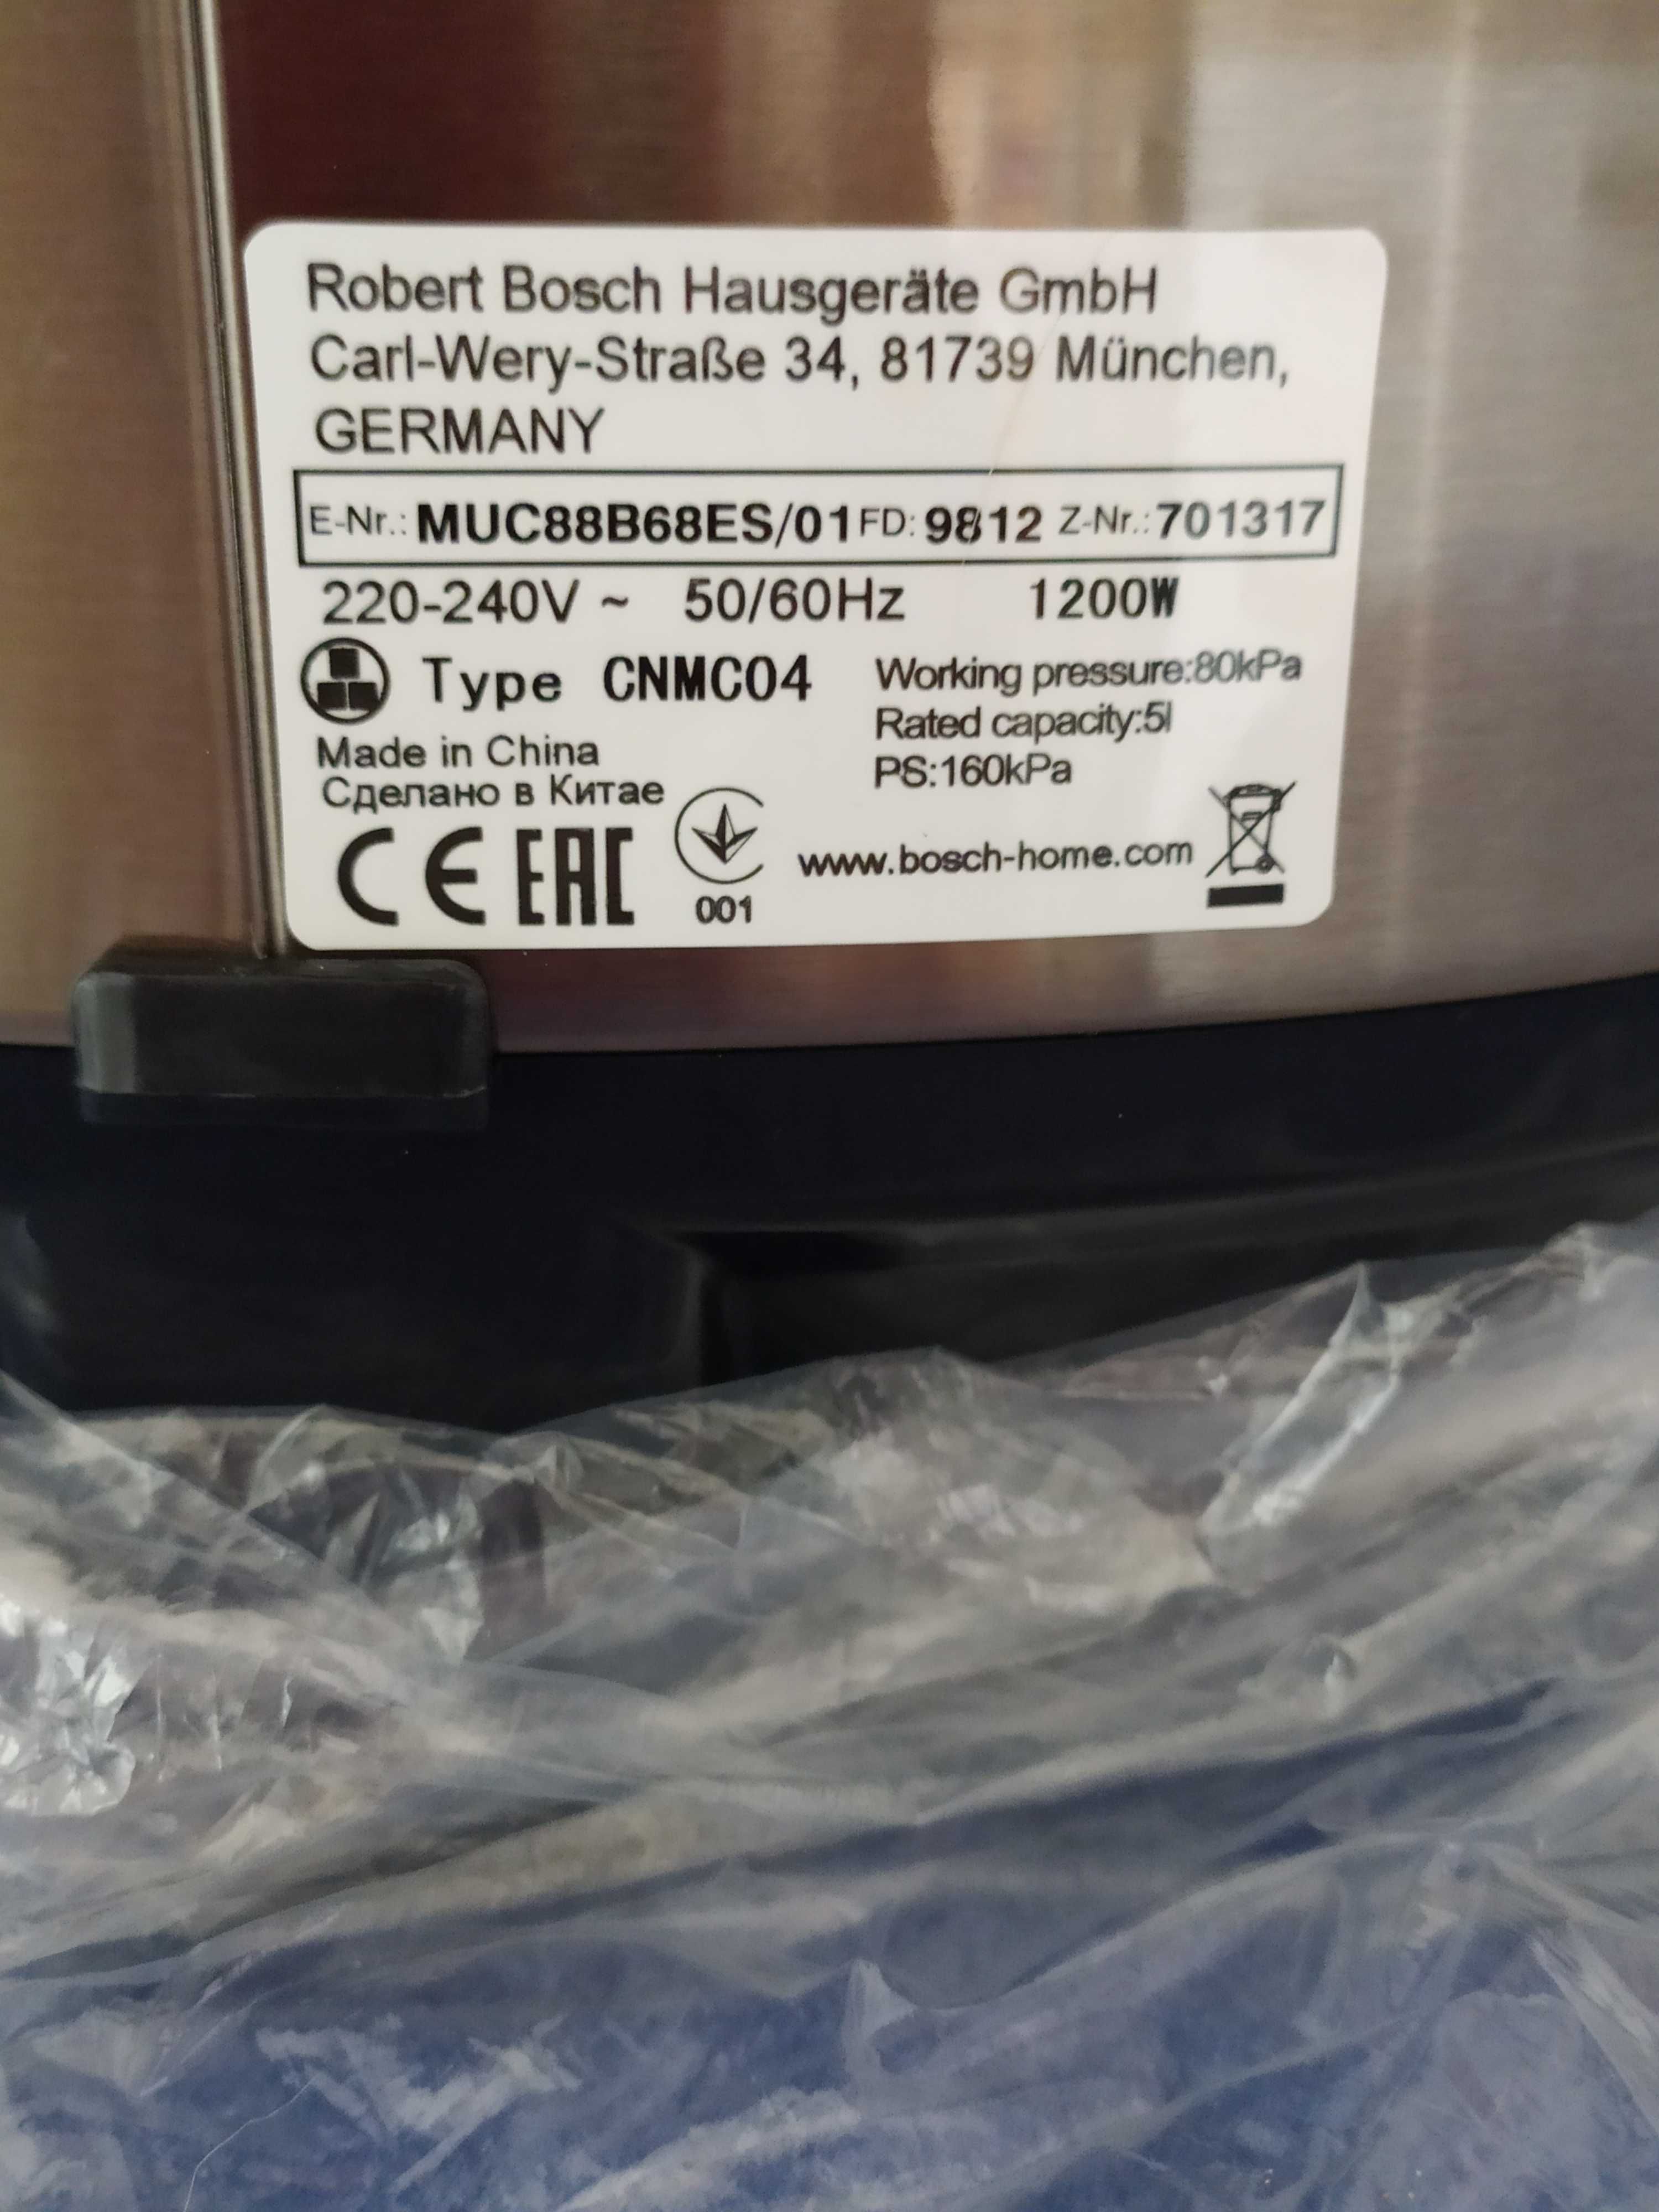 Robert Bosch Hausgeräte GmbH
Carl-Wery-Straße 34, 81739 München,
GERMANY
E-Nr.: MUC88B68ES/01 FD: 9812 Z-Nr.: 701317
220-240V ~ 50/60Hz 1200W
Type CNMC04
Working pressure:80kPa
Rated capacity:5l
PS:160kPa
Made in China
Сделано в Китае
CE EAC
001
www.bosch-home.com